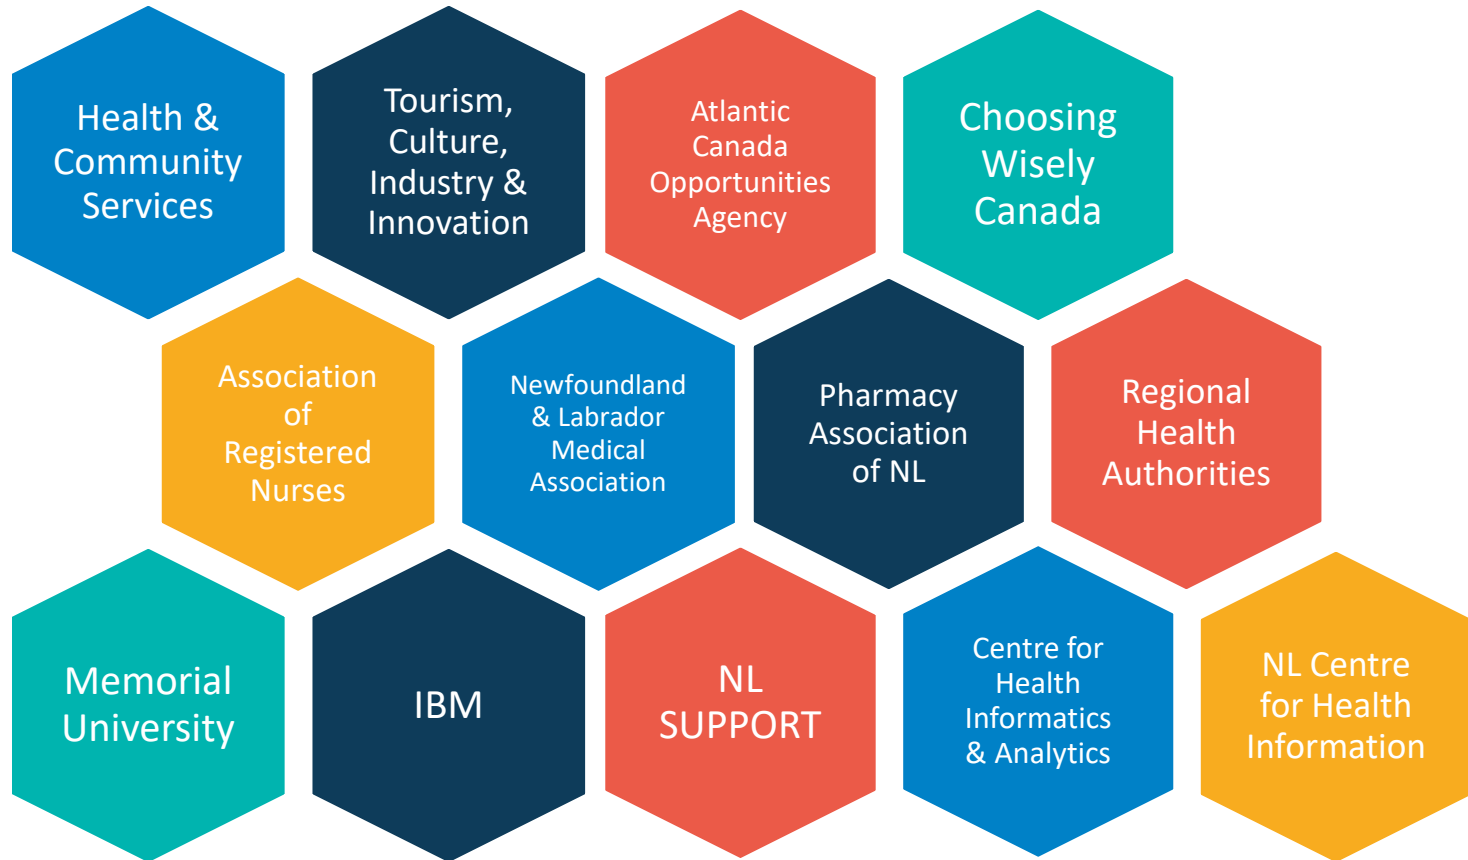 Health &
Community
Services
Tourism,
Culture,
Industry &
Innovation
Atlantic
Canada
Opportunities
Agency
Choosing
Wisely
Canada
Association
of
Registered
Nurses
Newfoundland
& Labrador
Medical
Association
Pharmacy
Association
of NL
Regional
Health
Authorities
Memorial
University
IBM
NL
SUPPORT
Centre for
Health
Informatics
& Analytics
NL Centre
for Health
Information